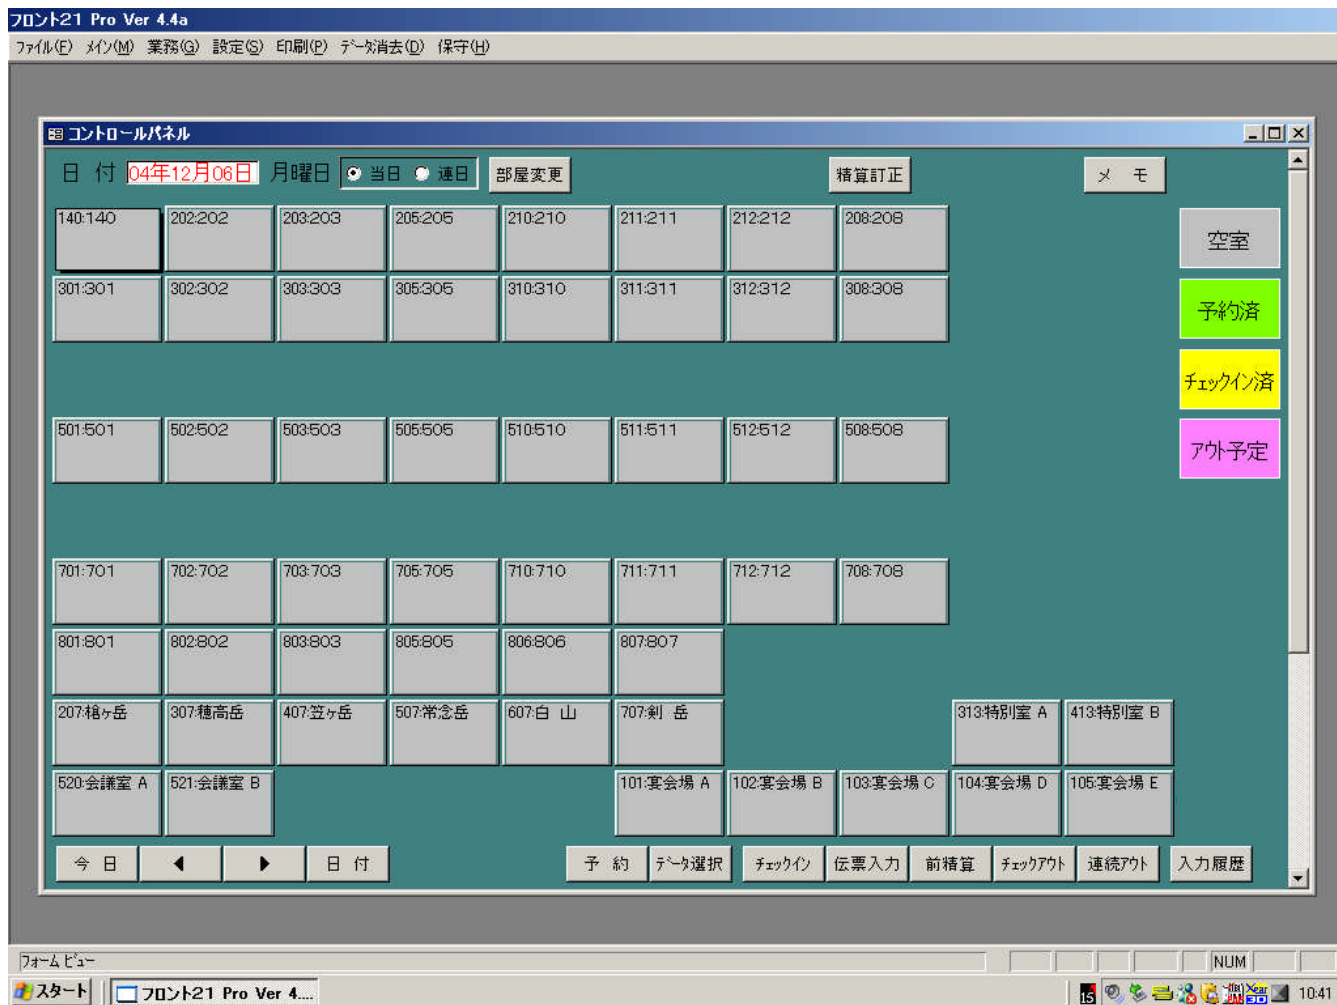 フロント21 Pro Ver 4.4a
ファイル(F) メイン(M) 業務(G) 設定(S) 印刷(P) データ消去(D) 保守(H)
コントロールパネル
日 付 04年12月06日 月曜日 当日 連日 部屋変更 精算訂正 メ モ
140:140 202:202 203:203 205:205 210:210 211:211 212:212 208:208
空室
301:301 302:302 303:303 305:305 310:310 311:311 312:312 308:308
予約済
チェックイン済
501:501 502:502 503:503 505:505 510:510 511:511 512:512 508:508
アウト予定
701:701 702:702 703:703 705:705 710:710 711:711 712:712 708:708
801:801 802:802 803:803 805:805 806:806 807:807
207:槍ヶ岳 307:穂高岳 407:笠ヶ岳 507:常念岳 607:白 山 707:剣 岳 313:特別室 A 413:特別室 B
520:会議室 A 521:会議室 B 101:宴会場 A 102:宴会場 B 103:宴会場 C 104:宴会場 D 105:宴会場 E
今 日 日 付 予 約 データ選択 チェックイン 伝票入力 前精算 チェックアウト 連続アウト 入力履歴
フォーム ビュー NUM
スタート フロント21 Pro Ver 4.... 15 10:41